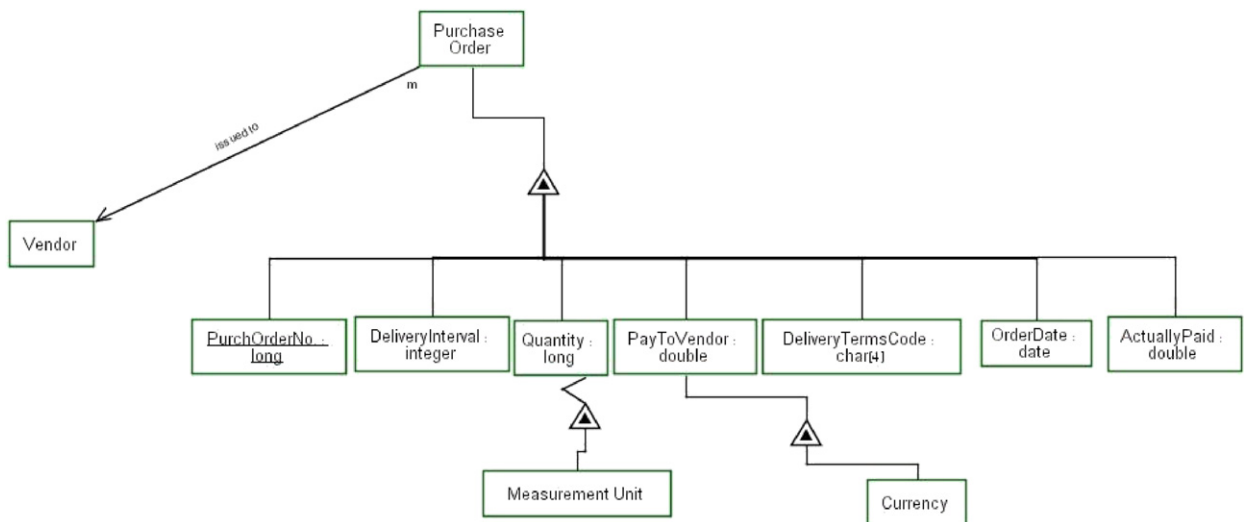 Purchase
Order
m
issued to
Vendor
PurchOrderNo. :
long
DeliveryInterval :
integer
Quantity :
long
PayToVendor :
double
DeliveryTermsCode :
char[4]
OrderDate :
date
ActuallyPaid :
double
Measurement Unit
Currency